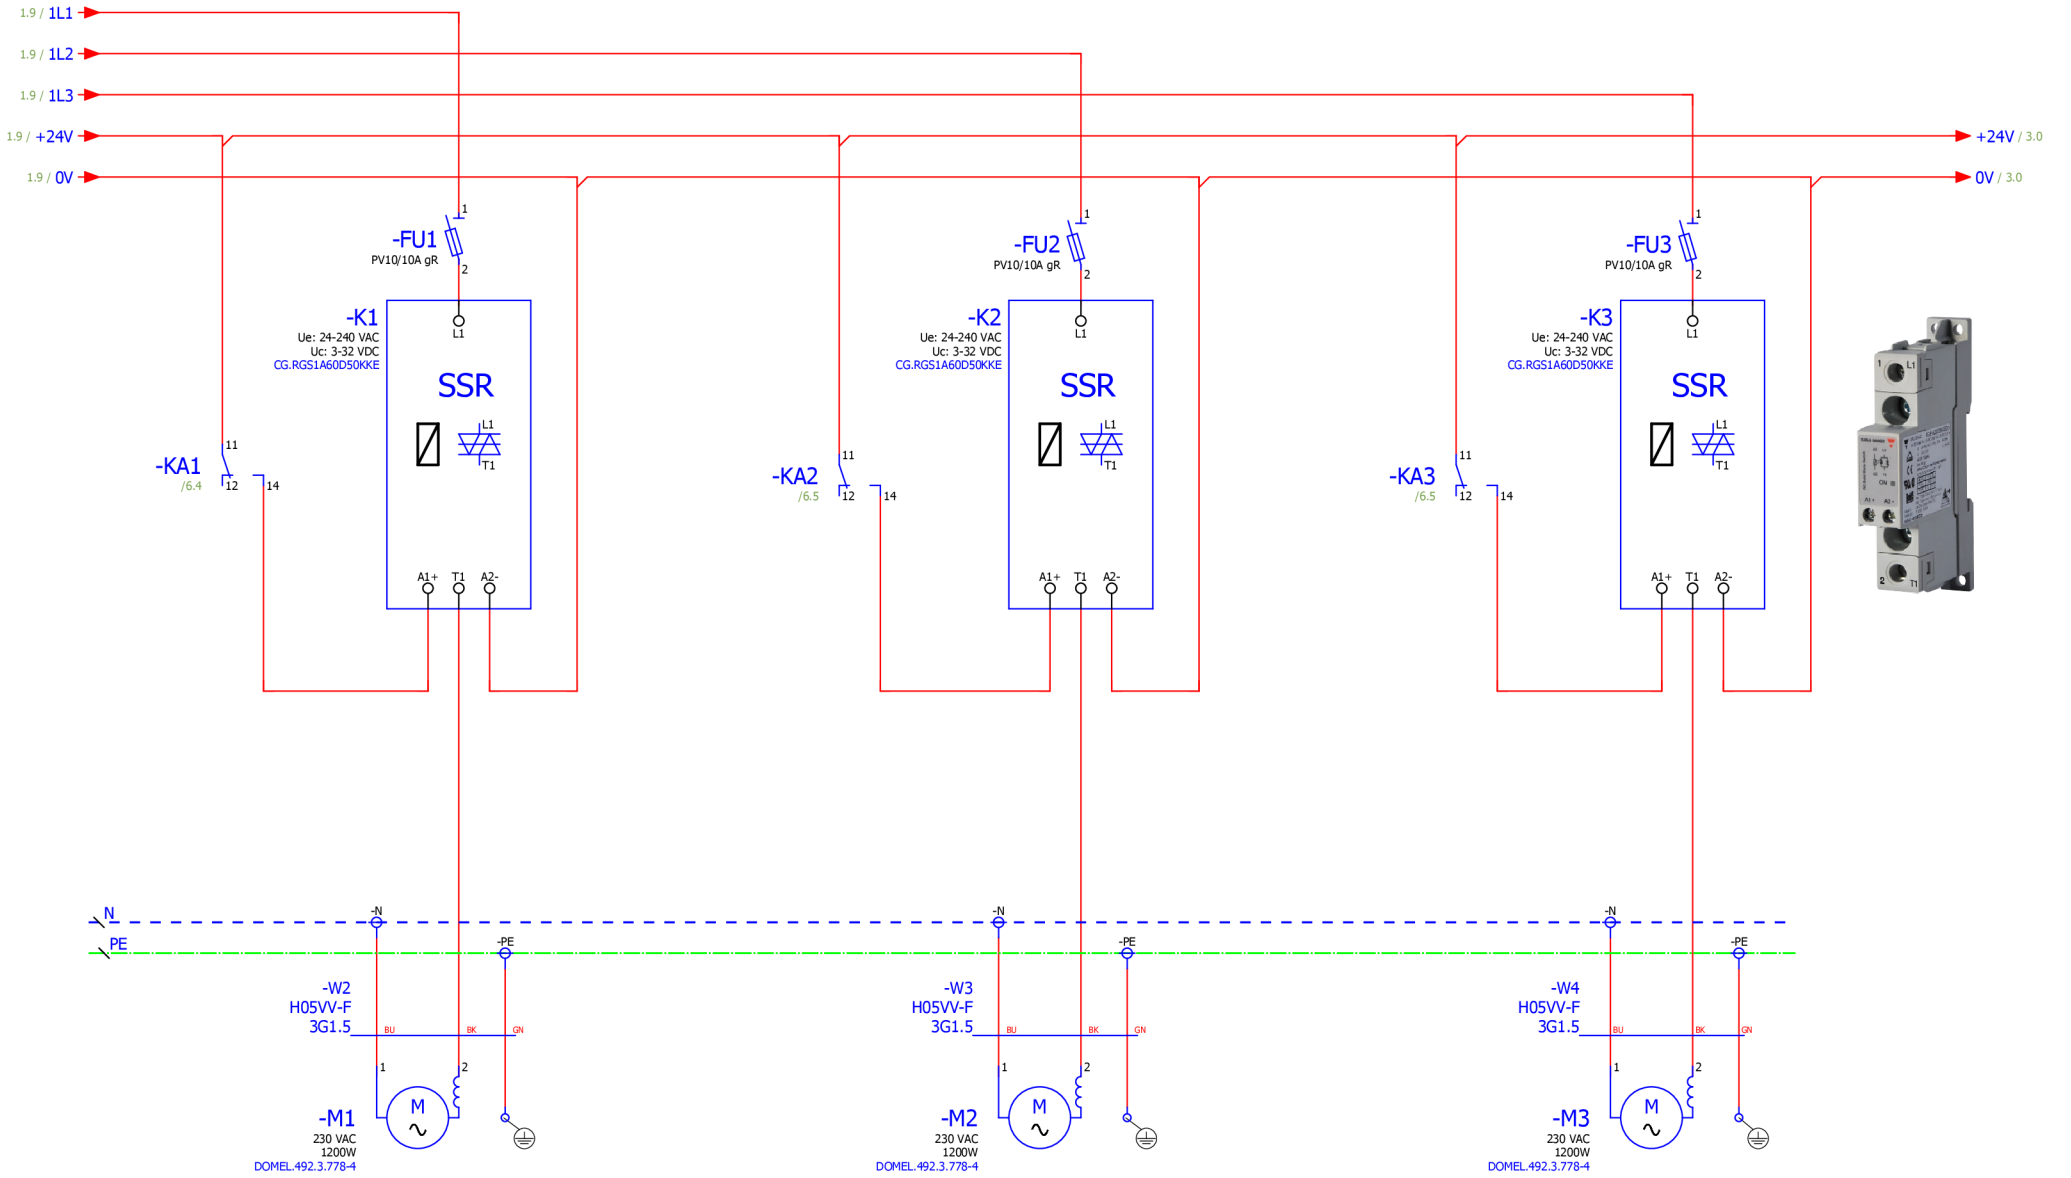 1.9 / 1L1
1.9 / 1L2
1.9 / 1L3
1.9 / +24V
+24V / 3.0
1.9 / 0V
0V / 3.0
1
-FU1
PV10/10A gR
2
1
-FU2
PV10/10A gR
2
1
-FU3
PV10/10A gR
2
-K1
Ue: 24-240 VAC
Uc: 3-32 VDC
CG.RGS1A60D50KKE
L1
SSR
L1
T1
A1+ T1 A2-
-K2
Ue: 24-240 VAC
Uc: 3-32 VDC
CG.RGS1A60D50KKE
L1
SSR
L1
T1
A1+ T1 A2-
-K3
Ue: 24-240 VAC
Uc: 3-32 VDC
CG.RGS1A60D50KKE
L1
SSR
L1
T1
A1+ T1 A2-
1 L1
ON
A1+ A2-
2 T1
11
-KA1
/6.4
12 14
11
-KA2
/6.5
12 14
11
-KA3
/6.5
12 14
N
-N
-N
-N
PE
-PE
-PE
-PE
-W2
H05VV-F
3G1.5
BU BK GN
-W3
H05VV-F
3G1.5
BU BK GN
-W4
H05VV-F
3G1.5
BU BK GN
1 2
M
-M1
230 VAC
1200W
DOMEL.492.3.778-4
1 2
M
-M2
230 VAC
1200W
DOMEL.492.3.778-4
1 2
M
-M3
230 VAC
1200W
DOMEL.492.3.778-4